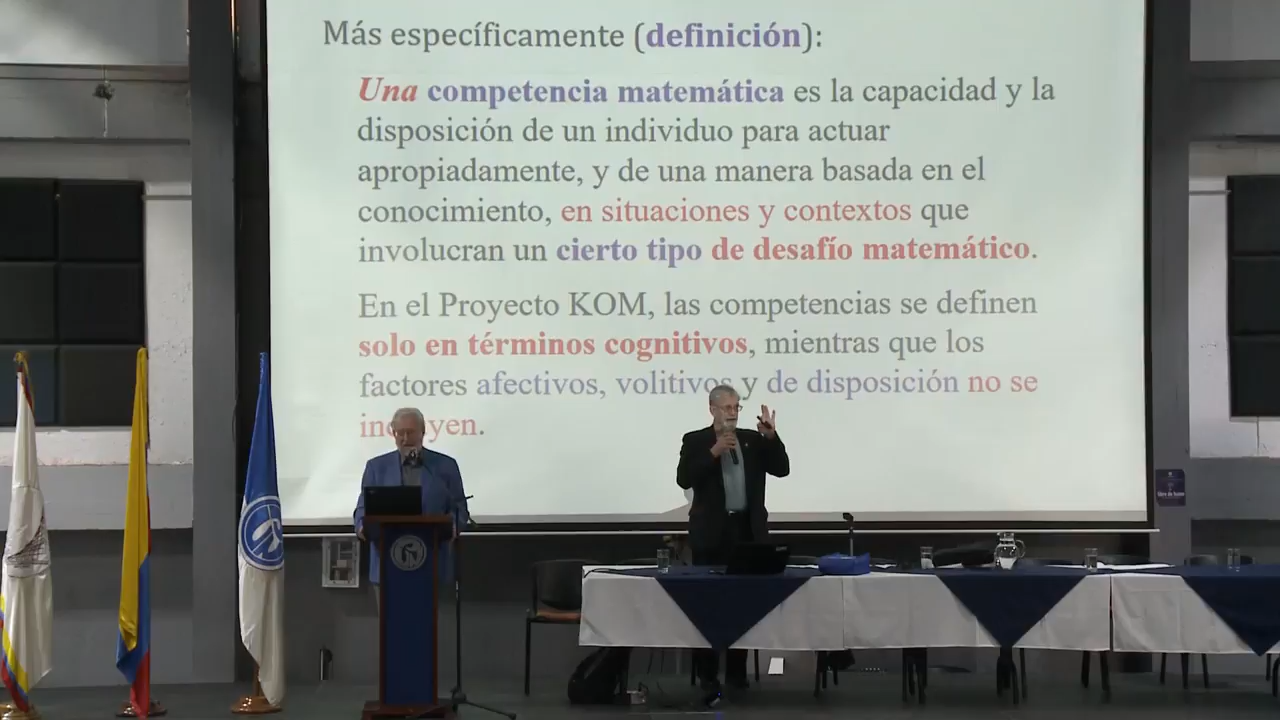 Más específicamente (definición):
Una competencia matemática es la capacidad y la
disposición de un individuo para actuar
apropiadamente, y de una manera basada en el
conocimiento, en situaciones y contextos que
involucran un cierto tipo de desafío matemático.
En el Proyecto KOM, las competencias se definen
solo en términos cognitivos, mientras que los
factores afectivos, volitivos y de disposición no se
incluyen.